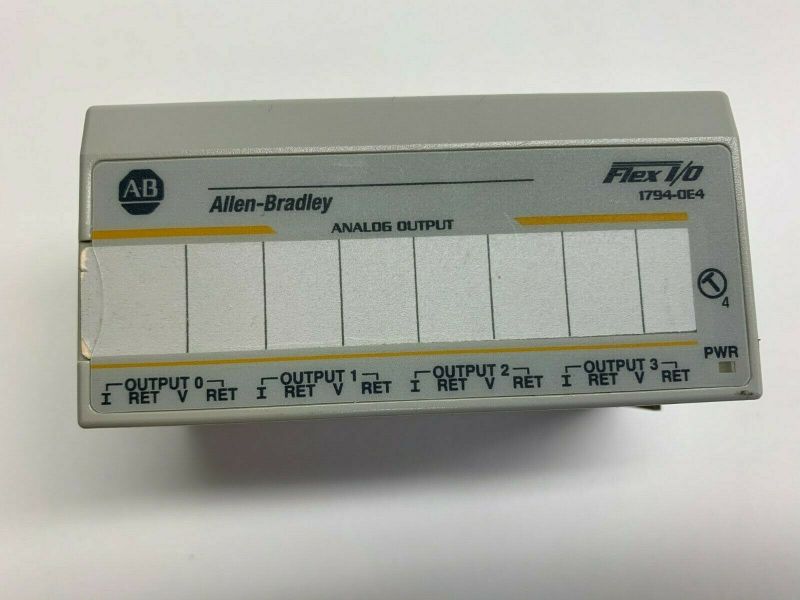 AB
Allen-Bradley
Flex I/O
1794-OE4
ANALOG OUTPUT
4
PWR
OUTPUT 0 OUTPUT 1 OUTPUT 2 OUTPUT 3
I RET V RET I RET V RET I RET V RET I RET V RET